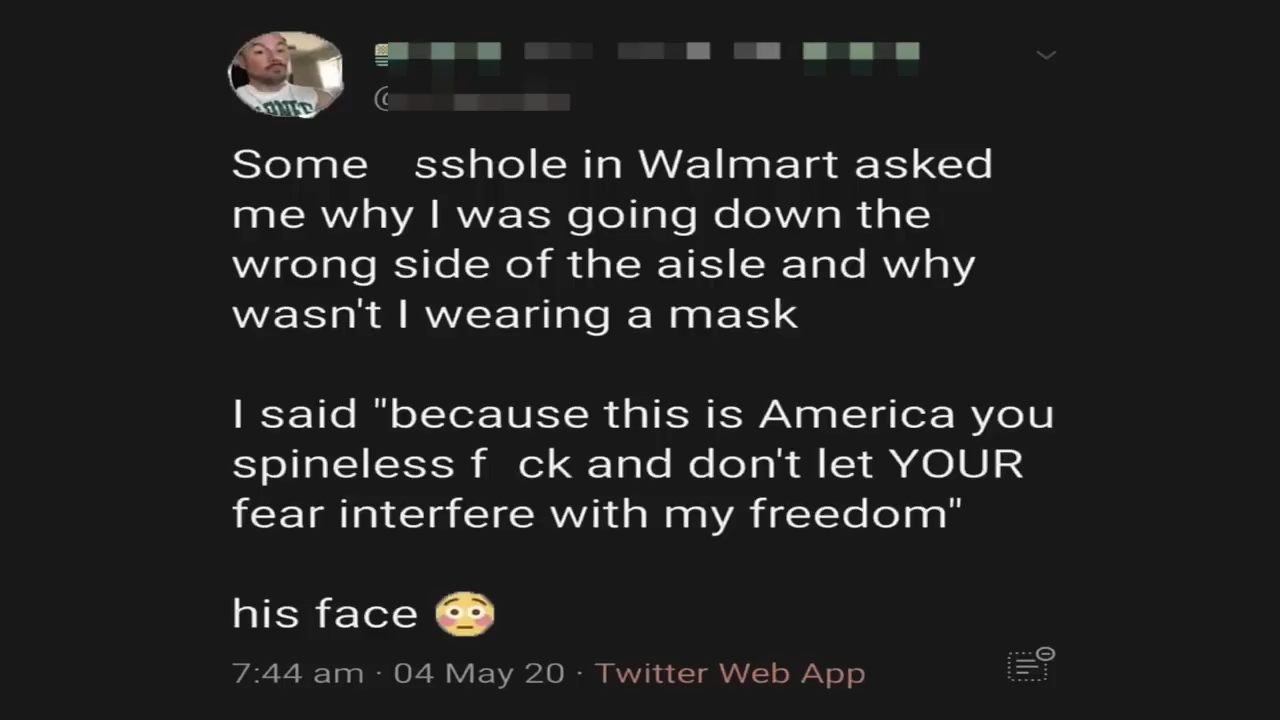 @
Some sshole in Walmart asked
me why I was going down the
wrong side of the aisle and why
wasn't I wearing a mask
I said "because this is America you
spineless f ck and don't let YOUR
fear interfere with my freedom"
his face 😳
7:44 am · 04 May 20 · Twitter Web App